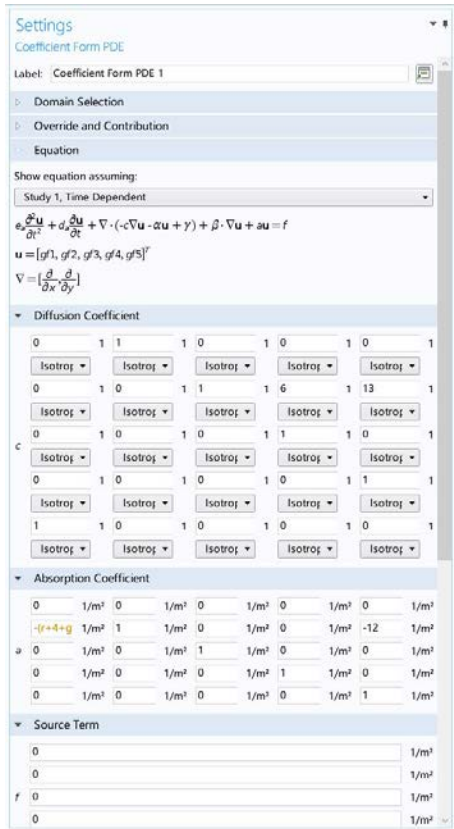 Settings
Coefficient Form PDE
Label: Coefficient Form PDE 1
Domain Selection
Override and Contribution
Equation
Show equation assuming:
Study 1, Time Dependent
eₐ ∂²u/∂t² + dₐ ∂u/∂t + ∇·(-c∇u - αu + γ) + β·∇u + au = f
u = [gf1, gf2, gf3, gf4, gf5]ᵀ
∇ = [∂/∂x, ∂/∂y]
Diffusion Coefficient
0 1 1 1 0 1 0 1 0 1
Isotrop Isotrop Isotrop Isotrop Isotrop
0 1 0 1 1 1 6 1 13 1
Isotrop Isotrop Isotrop Isotrop Isotrop
c 0 1 0 1 0 1 1 1 0 1
Isotrop Isotrop Isotrop Isotrop Isotrop
0 1 0 1 0 1 0 1 1 1
Isotrop Isotrop Isotrop Isotrop Isotrop
1 1 0 1 0 1 0 1 0 1
Isotrop Isotrop Isotrop Isotrop Isotrop
Absorption Coefficient
0 1/m² 0 1/m² 0 1/m² 0 1/m² 0 1/m²
-(r+4+g 1/m² 1 1/m² 0 1/m² 0 1/m² -12 1/m²
a 0 1/m² 0 1/m² 1 1/m² 0 1/m² 0 1/m²
0 1/m² 0 1/m² 0 1/m² 1 1/m² 0 1/m²
0 1/m² 0 1/m² 0 1/m² 0 1/m² 1 1/m²
Source Term
0 1/m²
0 1/m²
f 0 1/m²
0 1/m²